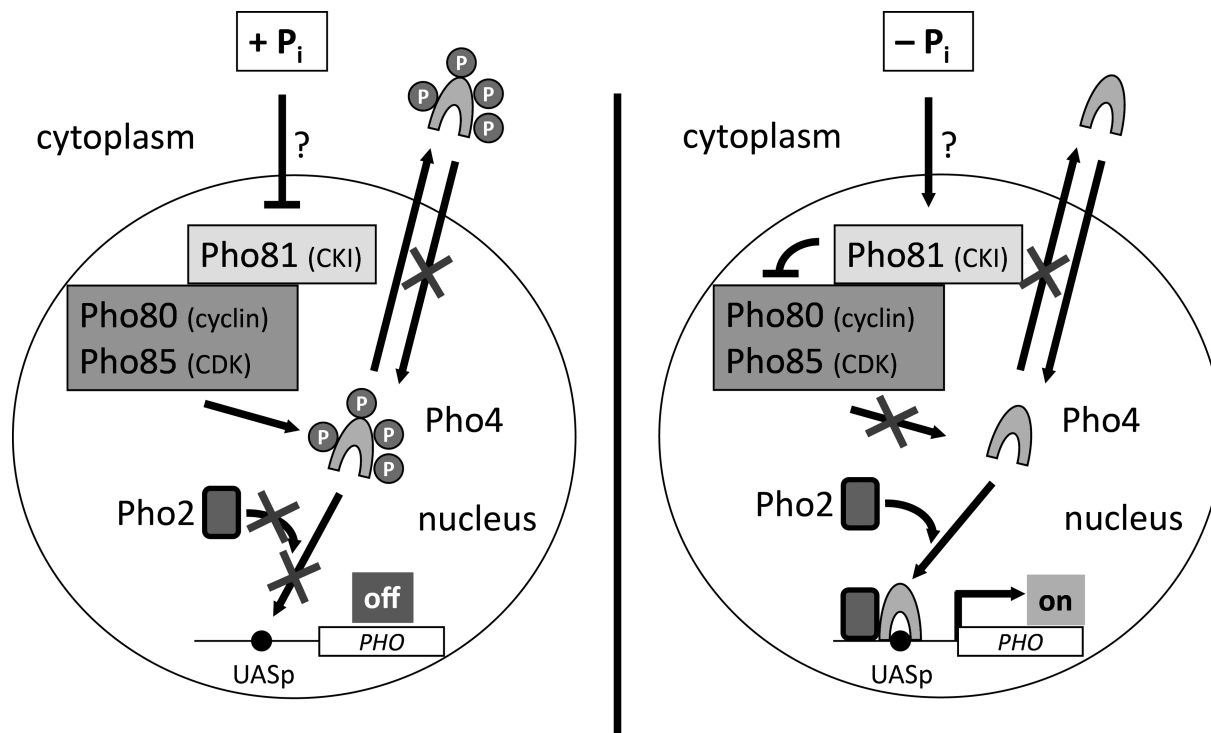 + Pi
P
P
P
P
cytoplasm
?
Pho81 (CKI)
Pho80 (cyclin)
Pho85 (CDK)
P
P
P
P
Pho4
Pho2
nucleus
off
PHO
UASp
– Pi
cytoplasm
?
Pho81 (CKI)
Pho80 (cyclin)
Pho85 (CDK)
Pho4
Pho2
nucleus
on
PHO
UASp